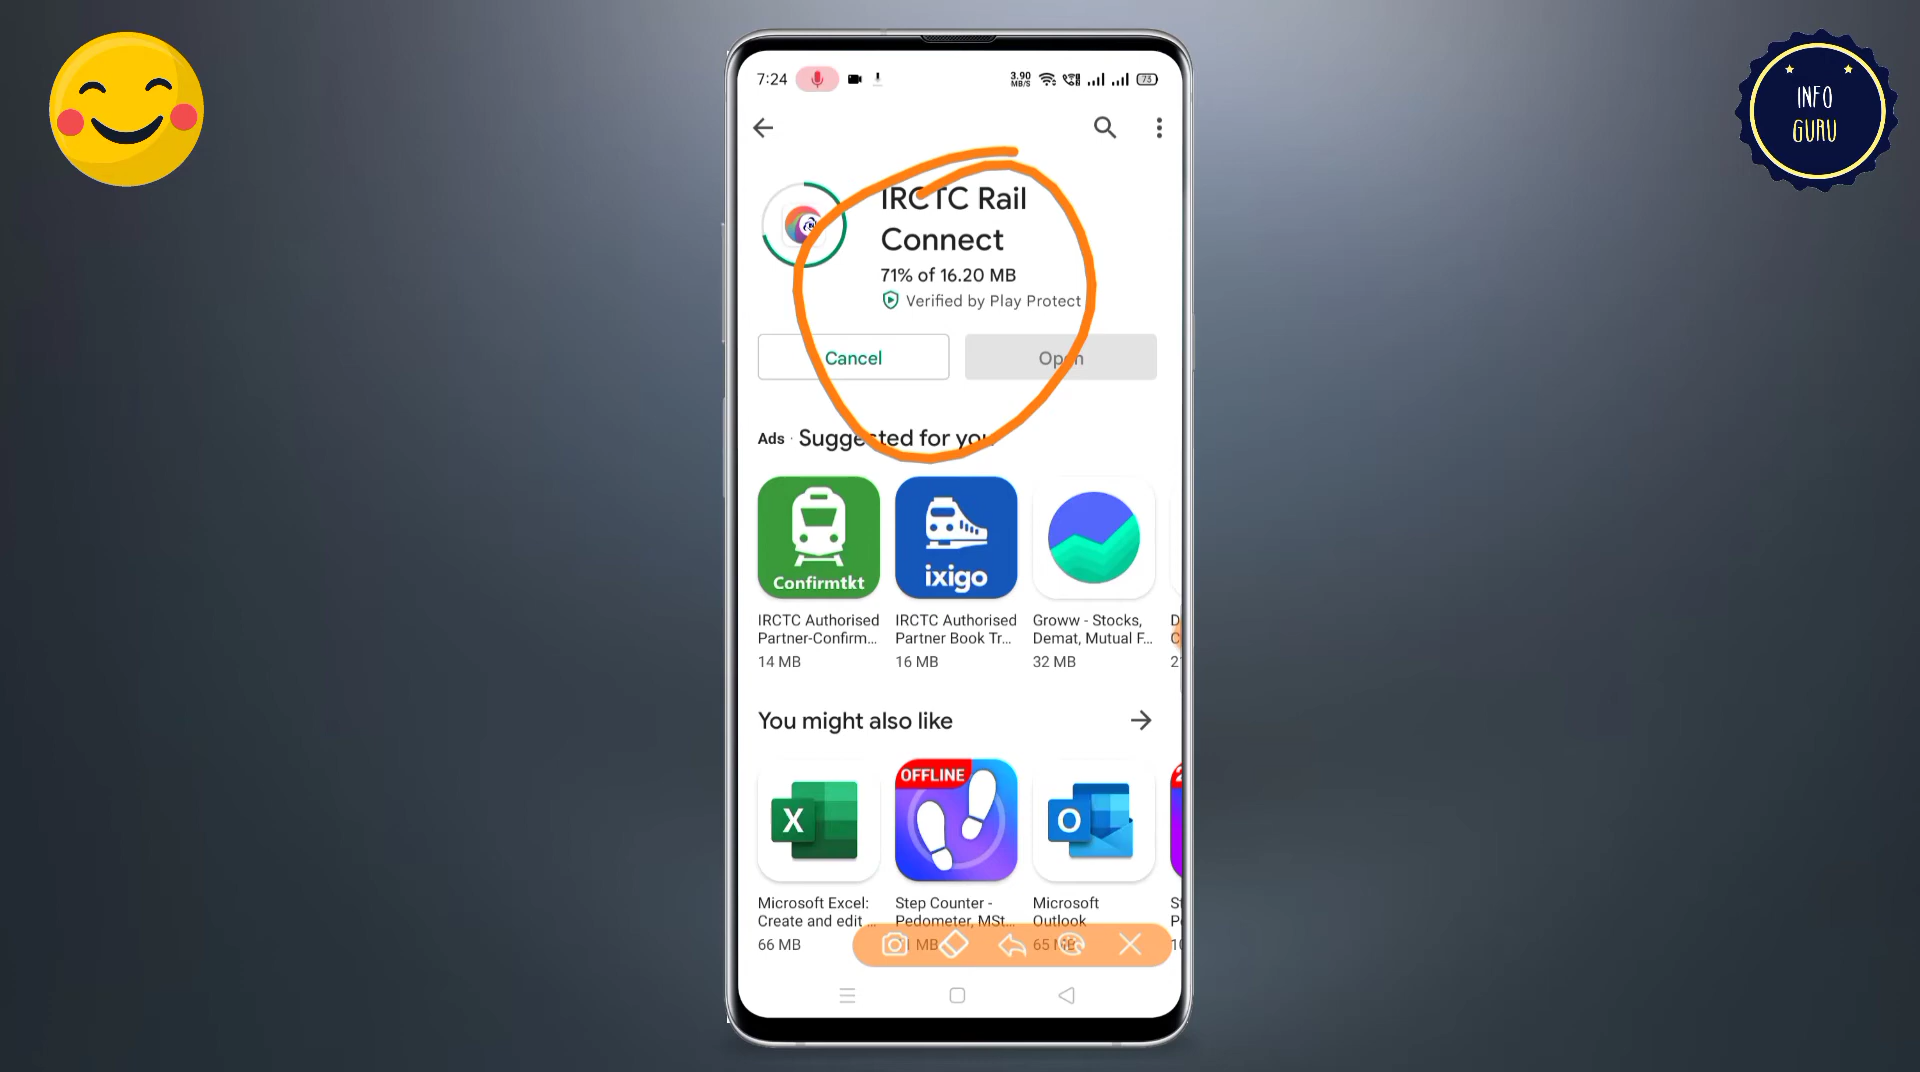 INFO
GURU
7:24
3.90
MB/S
73
IRCTC Rail
Connect
71% of 16.20 MB
Verified by Play Protect
Cancel
Open
Ads · Suggested for you
Confirmtkt
ixigo
IRCTC Authorised
Partner-Confirm...
14 MB
IRCTC Authorised
Partner Book Tr...
16 MB
Groww - Stocks,
Demat, Mutual F...
32 MB
You might also like
X
OFFLINE
O
Microsoft Excel:
Create and edit ...
66 MB
Step Counter -
Pedometer, MSt...
MB
Microsoft
Outlook
65 MB